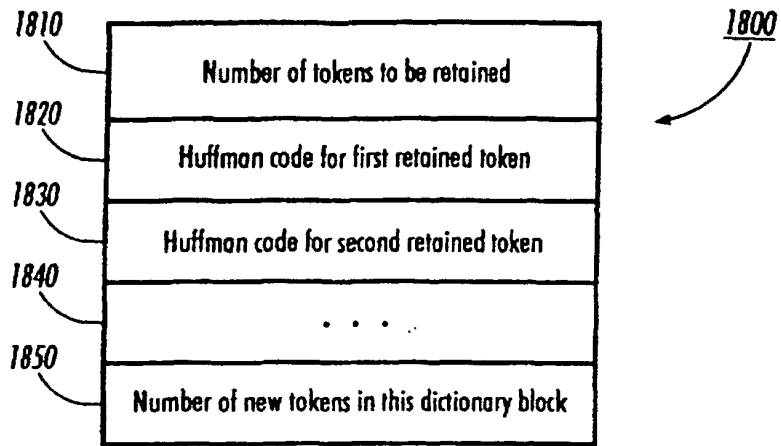 1810
1800
Number of tokens to be retained
1820
Huffman code for first retained token
1830
Huffman code for second retained token
1840
. . .
1850
Number of new tokens in this dictionary block